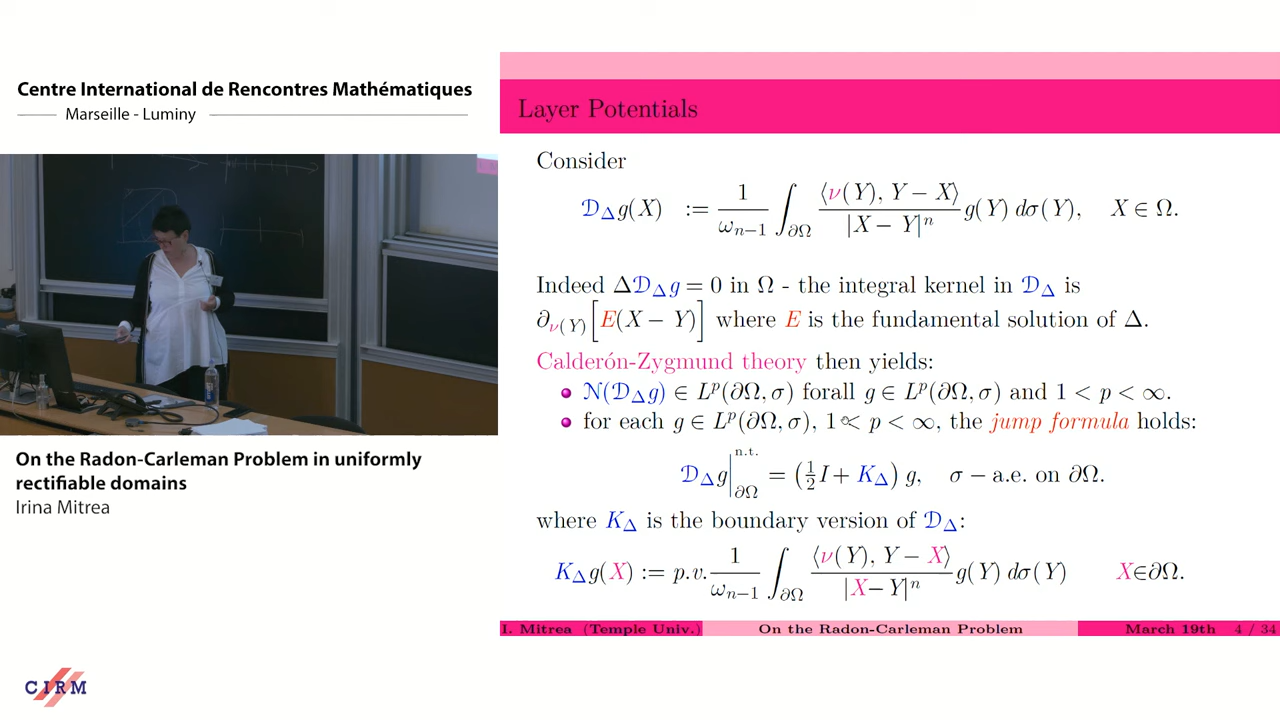 Centre International de Rencontres Mathématiques
Marseille - Luminy
On the Radon-Carleman Problem in uniformly
rectifiable domains
Irina Mitrea
CIRM
Layer Potentials
Consider
𝒟_Δ g(X) := 1/ω_{n−1} ∫_{∂Ω} ⟨ν(Y), Y − X⟩/|X − Y|^n g(Y) dσ(Y), X ∈ Ω.
Indeed Δ𝒟_Δ g = 0 in Ω - the integral kernel in 𝒟_Δ is
∂_{ν(Y)}[E(X − Y)] where E is the fundamental solution of Δ.
Calderón-Zygmund theory then yields:
N(𝒟_Δ g) ∈ L^p(∂Ω, σ) forall g ∈ L^p(∂Ω, σ) and 1 < p < ∞.
for each g ∈ L^p(∂Ω, σ), 1 < p < ∞, the jump formula holds:
𝒟_Δ g|^{n.t.}_{∂Ω} = (½I + K_Δ) g, σ − a.e. on ∂Ω.
where K_Δ is the boundary version of 𝒟_Δ:
K_Δ g(X) := p.v. 1/ω_{n−1} ∫_{∂Ω} ⟨ν(Y), Y − X⟩/|X−Y|^n g(Y) dσ(Y) X∈∂Ω.
I. Mitrea (Temple Univ.) On the Radon-Carleman Problem March 19th 4 / 34